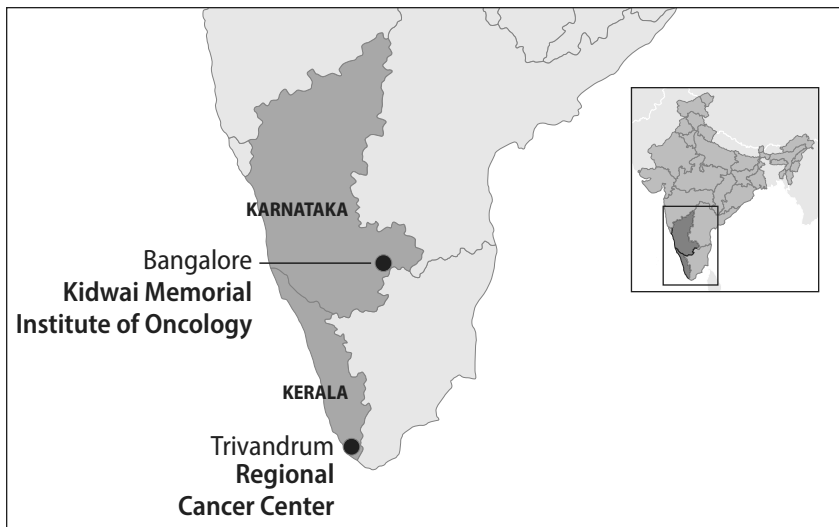 KARNATAKA
Bangalore
Kidwai Memorial
Institute of Oncology
KERALA
Trivandrum
Regional
Cancer Center